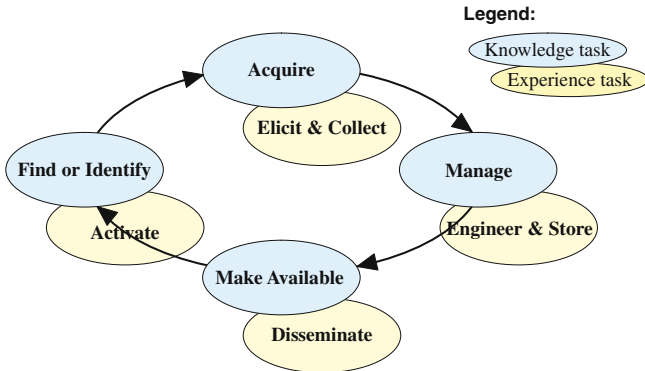 Legend:
Knowledge task
Experience task
Acquire
Elicit & Collect
Find or Identify
Manage
Activate
Engineer & Store
Make Available
Disseminate